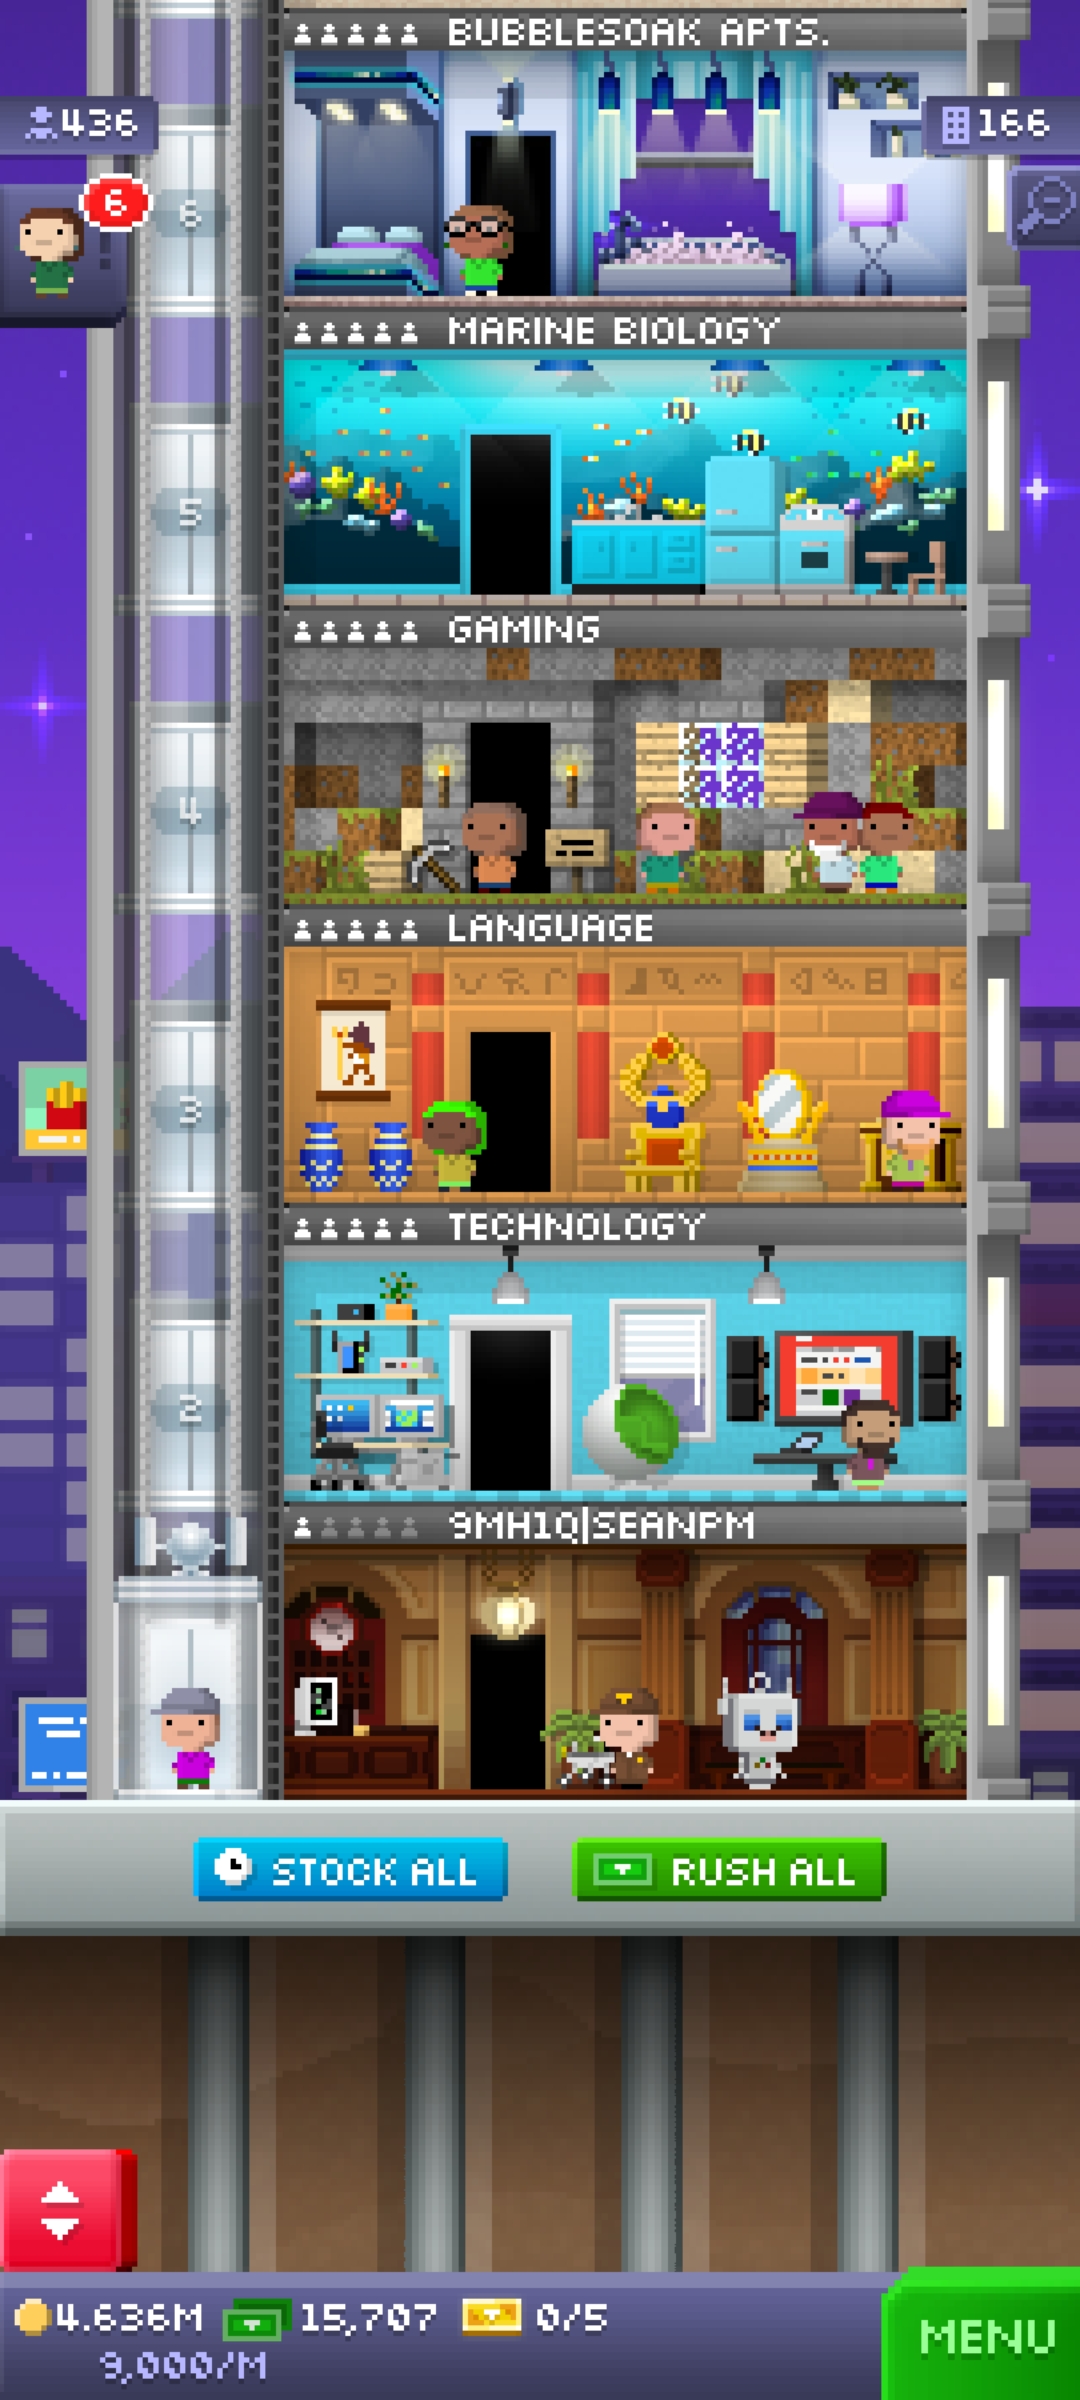 BUBBLESOAK APTS.
436
166
6
6
MARINE BIOLOGY
5
GAMING
4
LANGUAGE
3
TECHNOLOGY
2
9MH1Q|SEANPM
STOCK ALL
RUSH ALL
4.636M
15,707
0/5
9,000/M
MENU